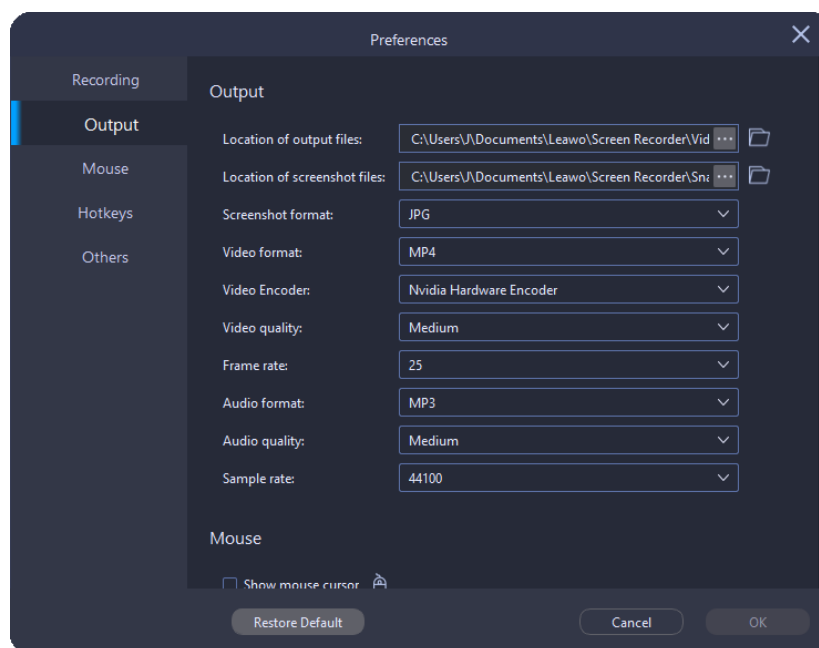 Preferences
Recording
Output
Mouse
Hotkeys
Others
Output
Location of output files: C:\Users\J\Documents\Leawo\Screen Recorder\Vid ...
Location of screenshot files: C:\Users\J\Documents\Leawo\Screen Recorder\Sna ...
Screenshot format: JPG
Video format: MP4
Video Encoder: Nvidia Hardware Encoder
Video quality: Medium
Frame rate: 25
Audio format: MP3
Audio quality: Medium
Sample rate: 44100
Mouse
Show mouse cursor
Restore Default Cancel OK